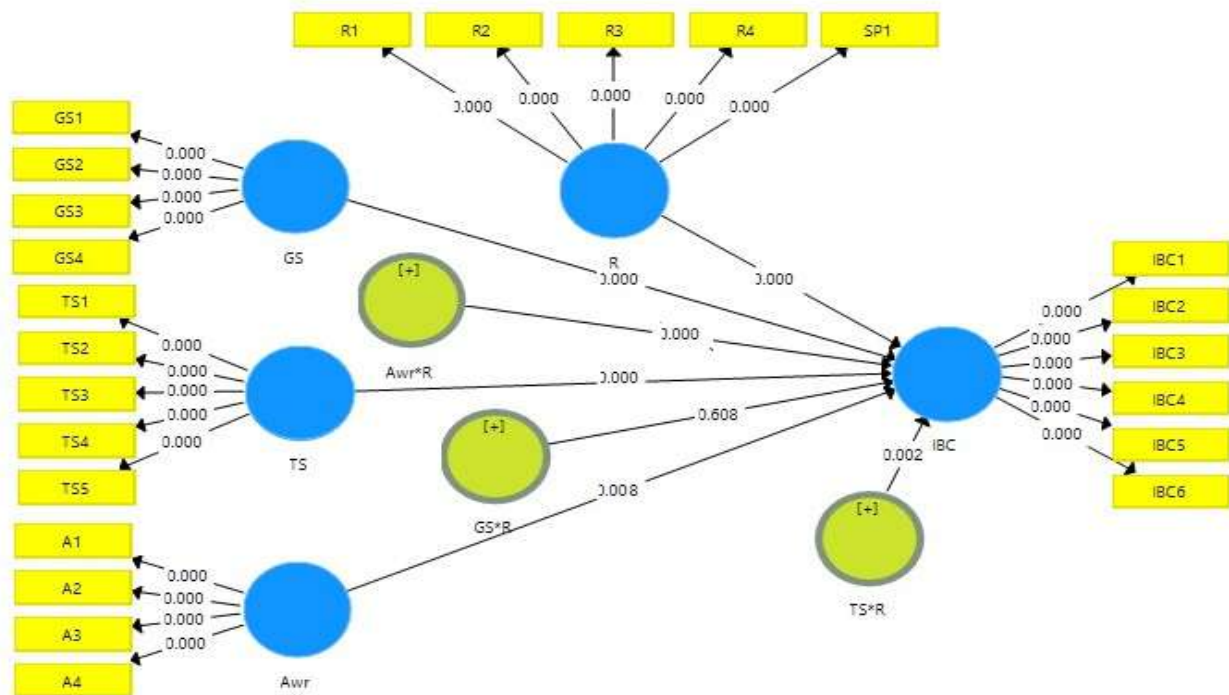 R1
R2
R3
R4
SP1
0.000
0.000
0.000
0.000
0.000
GS1
GS2
GS3
GS4
0.000
0.000
0.000
0.000
GS
R
TS1
TS2
TS3
TS4
TS5
0.000
0.000
0.000
0.000
0.000
TS
[+]
Awr*R
[+]
GS*R
0.000
0.000
0.000
0.000
0.608
0.008
0.002
IBC
[+]
TS*R
IBC1
IBC2
IBC3
IBC4
IBC5
IBC6
0.000
0.000
0.000
0.000
0.000
0.000
A1
A2
A3
A4
0.000
0.000
0.000
0.000
Awr